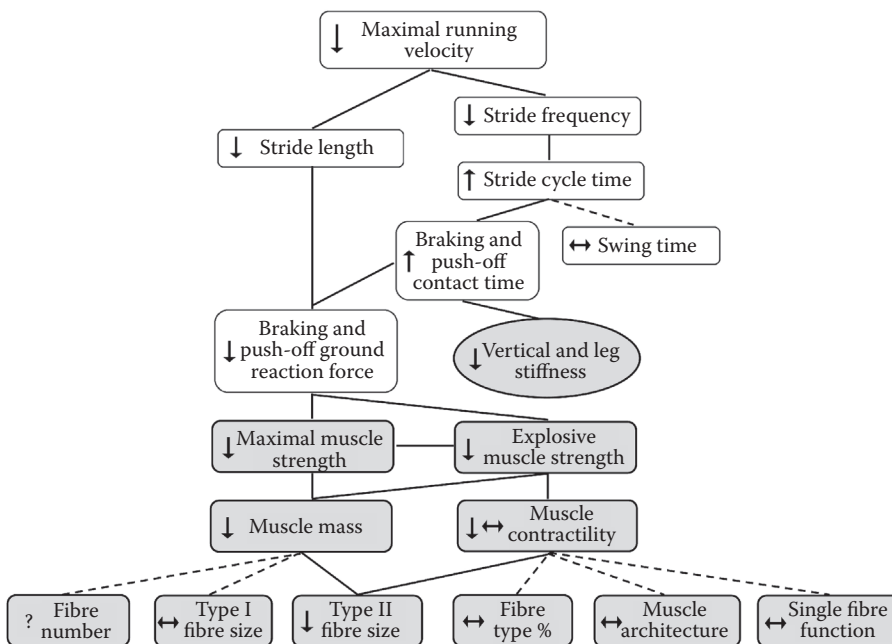 ↓ Maximal running
velocity
↓ Stride frequency
↓ Stride length
↑ Stride cycle time
↔ Swing time
Braking and
↑ push-off
contact time
Braking and
↓ push-off ground
reaction force
↓ Vertical and leg
stiffness
↓ Maximal muscle
strength
↓ Explosive
muscle strength
↓ Muscle mass
↓ ↔ Muscle
contractility
? Fibre
number
↔ Type I
fibre size
↓ Type II
fibre size
↔ Fibre
type %
↔ Muscle
architecture
↔ Single fibre
function